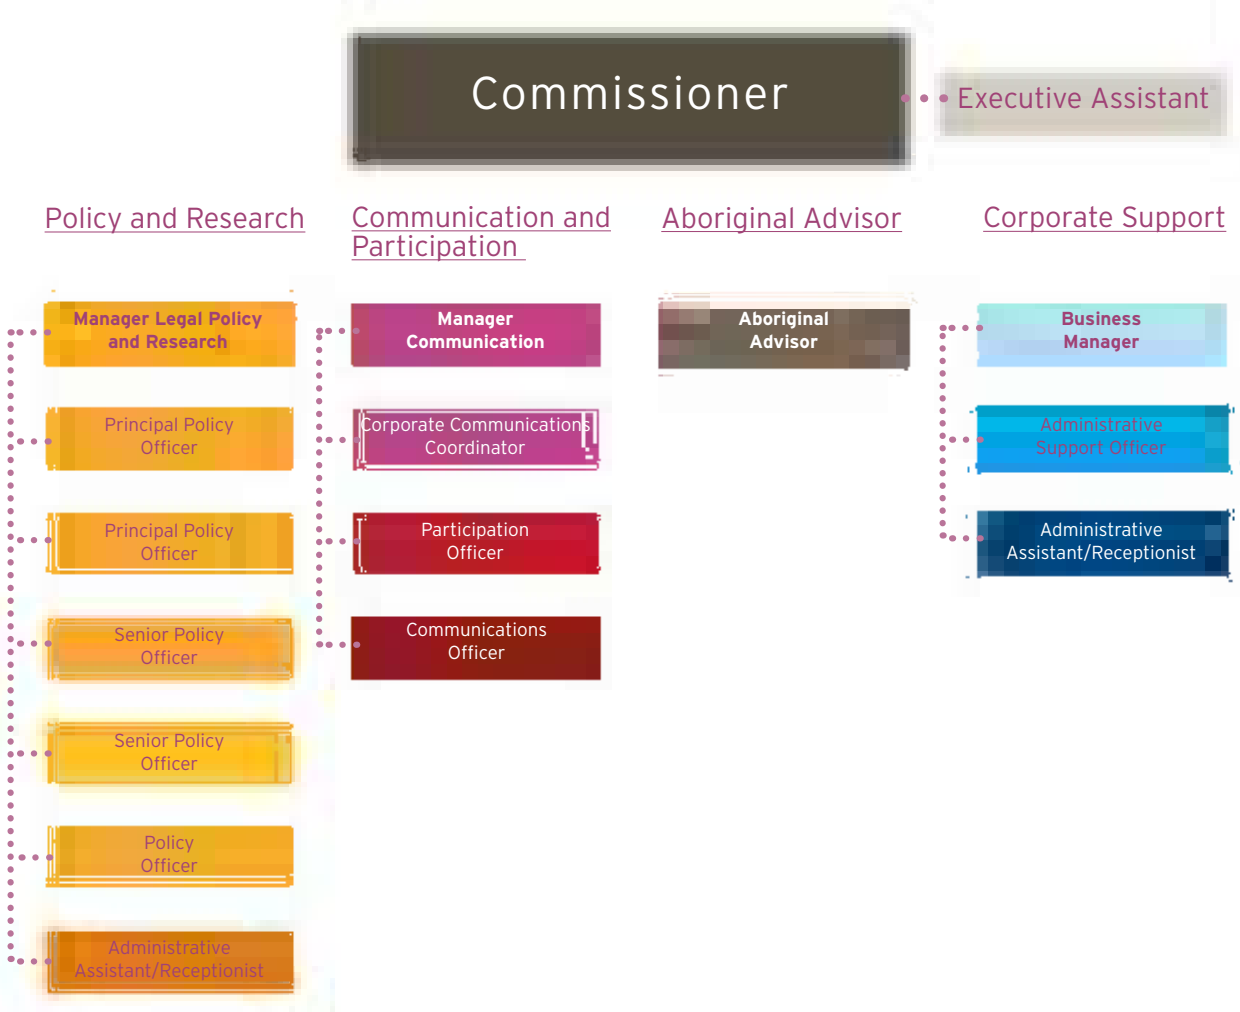 Commissioner
Executive Assistant
Policy and Research
Manager Legal Policy
and Research
Principal Policy
Officer
Principal Policy
Officer
Senior Policy
Officer
Senior Policy
Officer
Policy
Officer
Administrative
Assistant/Receptionist
Communication and
Participation
Manager
Communication
Corporate Communications
Coordinator
Participation
Officer
Communications
Officer
Aboriginal Advisor
Aboriginal
Advisor
Corporate Support
Business
Manager
Administrative
Support Officer
Administrative
Assistant/Receptionist